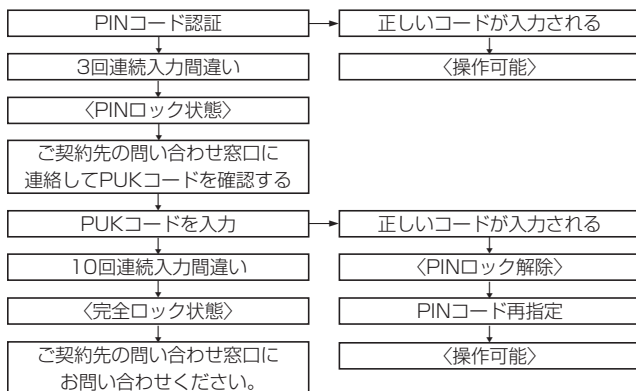 PINコード認証
正しいコードが入力される
3回連続入力間違い
〈操作可能〉
〈PINロック状態〉
ご契約先の問い合わせ窓口に
連絡してPUKコードを確認する
PUKコードを入力
正しいコードが入力される
10回連続入力間違い
〈PINロック解除〉
〈完全ロック状態〉
PINコード再指定
ご契約先の問い合わせ窓口に
お問い合わせください。
〈操作可能〉